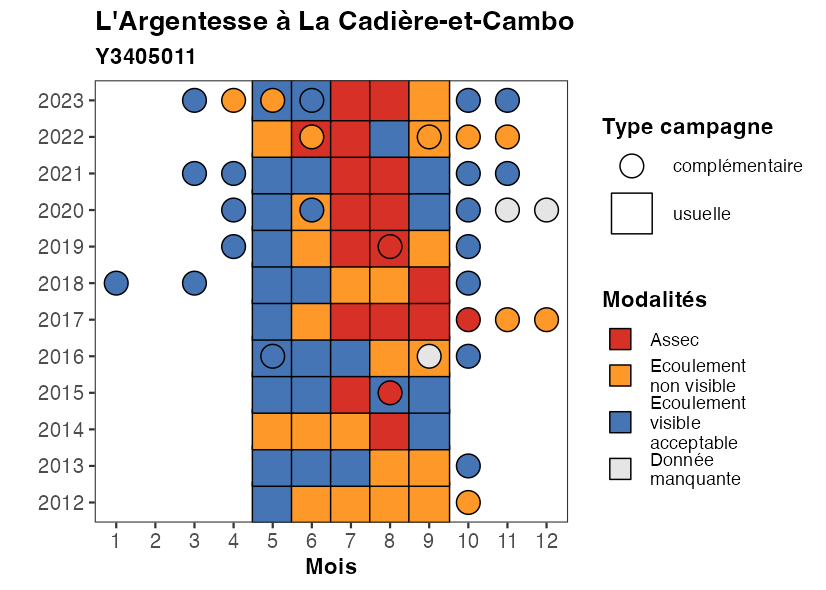 L'Argentesse à La Cadière-et-Cambo
Y3405011
2023
2022
2021
2020
2019
2018
2017
2016
2015
2014
2013
2012
1 2 3 4 5 6 7 8 9 10 11 12
Mois
Type campagne
complémentaire
usuelle
Modalités
Assec
Ecoulement
non visible
Ecoulement
visible
acceptable
Donnée
manquante